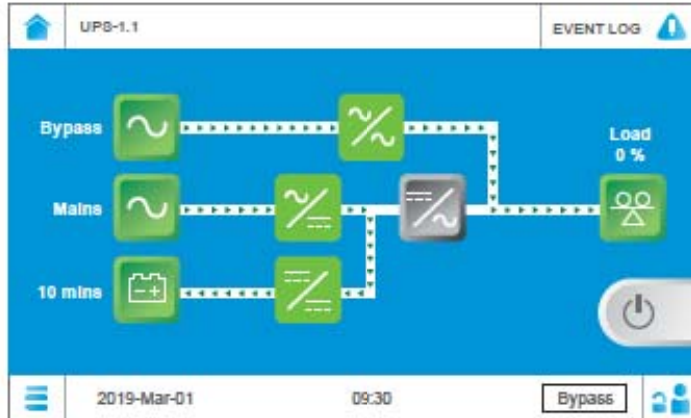 UPS-1.1
EVENT LOG
Bypass
Load
0 %
Mains
10 mins
2019-Mar-01
09:30
Bypass